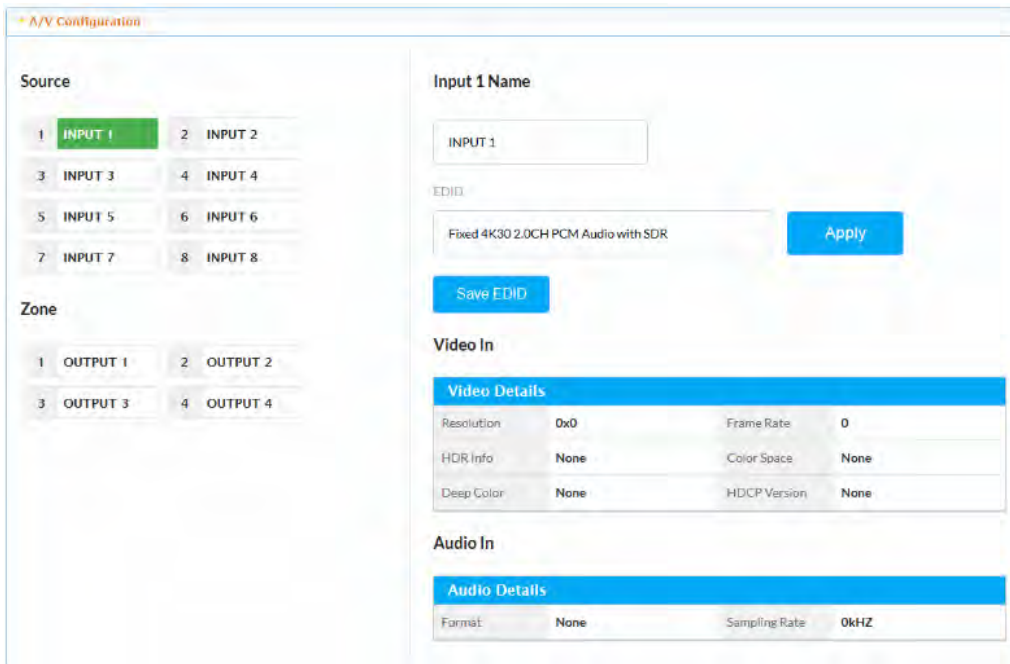 * A/V Configuration
Source
1 INPUT 1 2 INPUT 2
3 INPUT 3 4 INPUT 4
5 INPUT 5 6 INPUT 6
7 INPUT 7 8 INPUT 8
Zone
1 OUTPUT 1 2 OUTPUT 2
3 OUTPUT 3 4 OUTPUT 4
Input 1 Name
INPUT 1
EDID
Fixed 4K30 2.0CH PCM Audio with SDR
Apply
Save EDID
Video In
Video Details
Resolution 0x0 Frame Rate 0
HDR Info None Color Space None
Deep Color None HDCP Version None
Audio In
Audio Details
Format None Sampling Rate 0kHZ